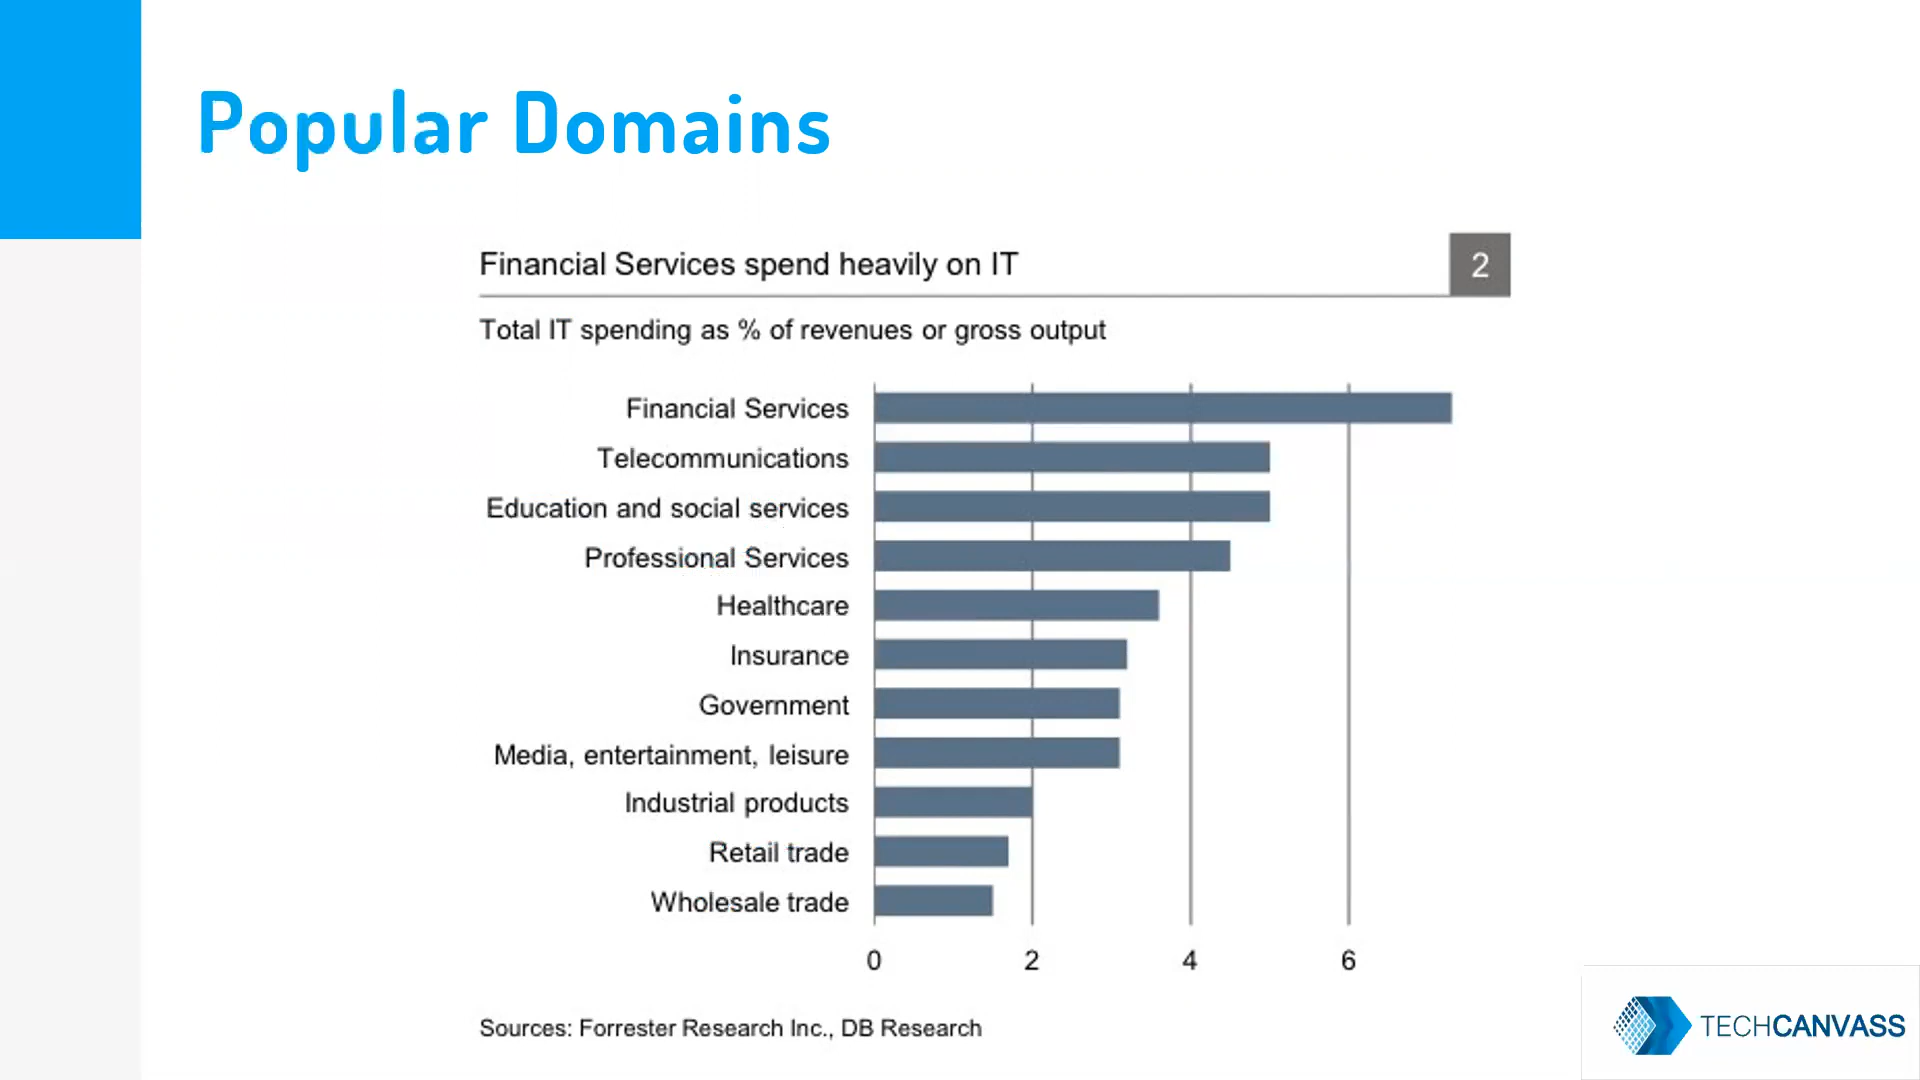 Popular Domains
Financial Services spend heavily on IT
2
Total IT spending as % of revenues or gross output
Financial Services
Telecommunications
Education and social services
Professional Services
Healthcare
Insurance
Government
Media, entertainment, leisure
Industrial products
Retail trade
Wholesale trade
0 2 4 6
Sources: Forrester Research Inc., DB Research
TECHCANVASS